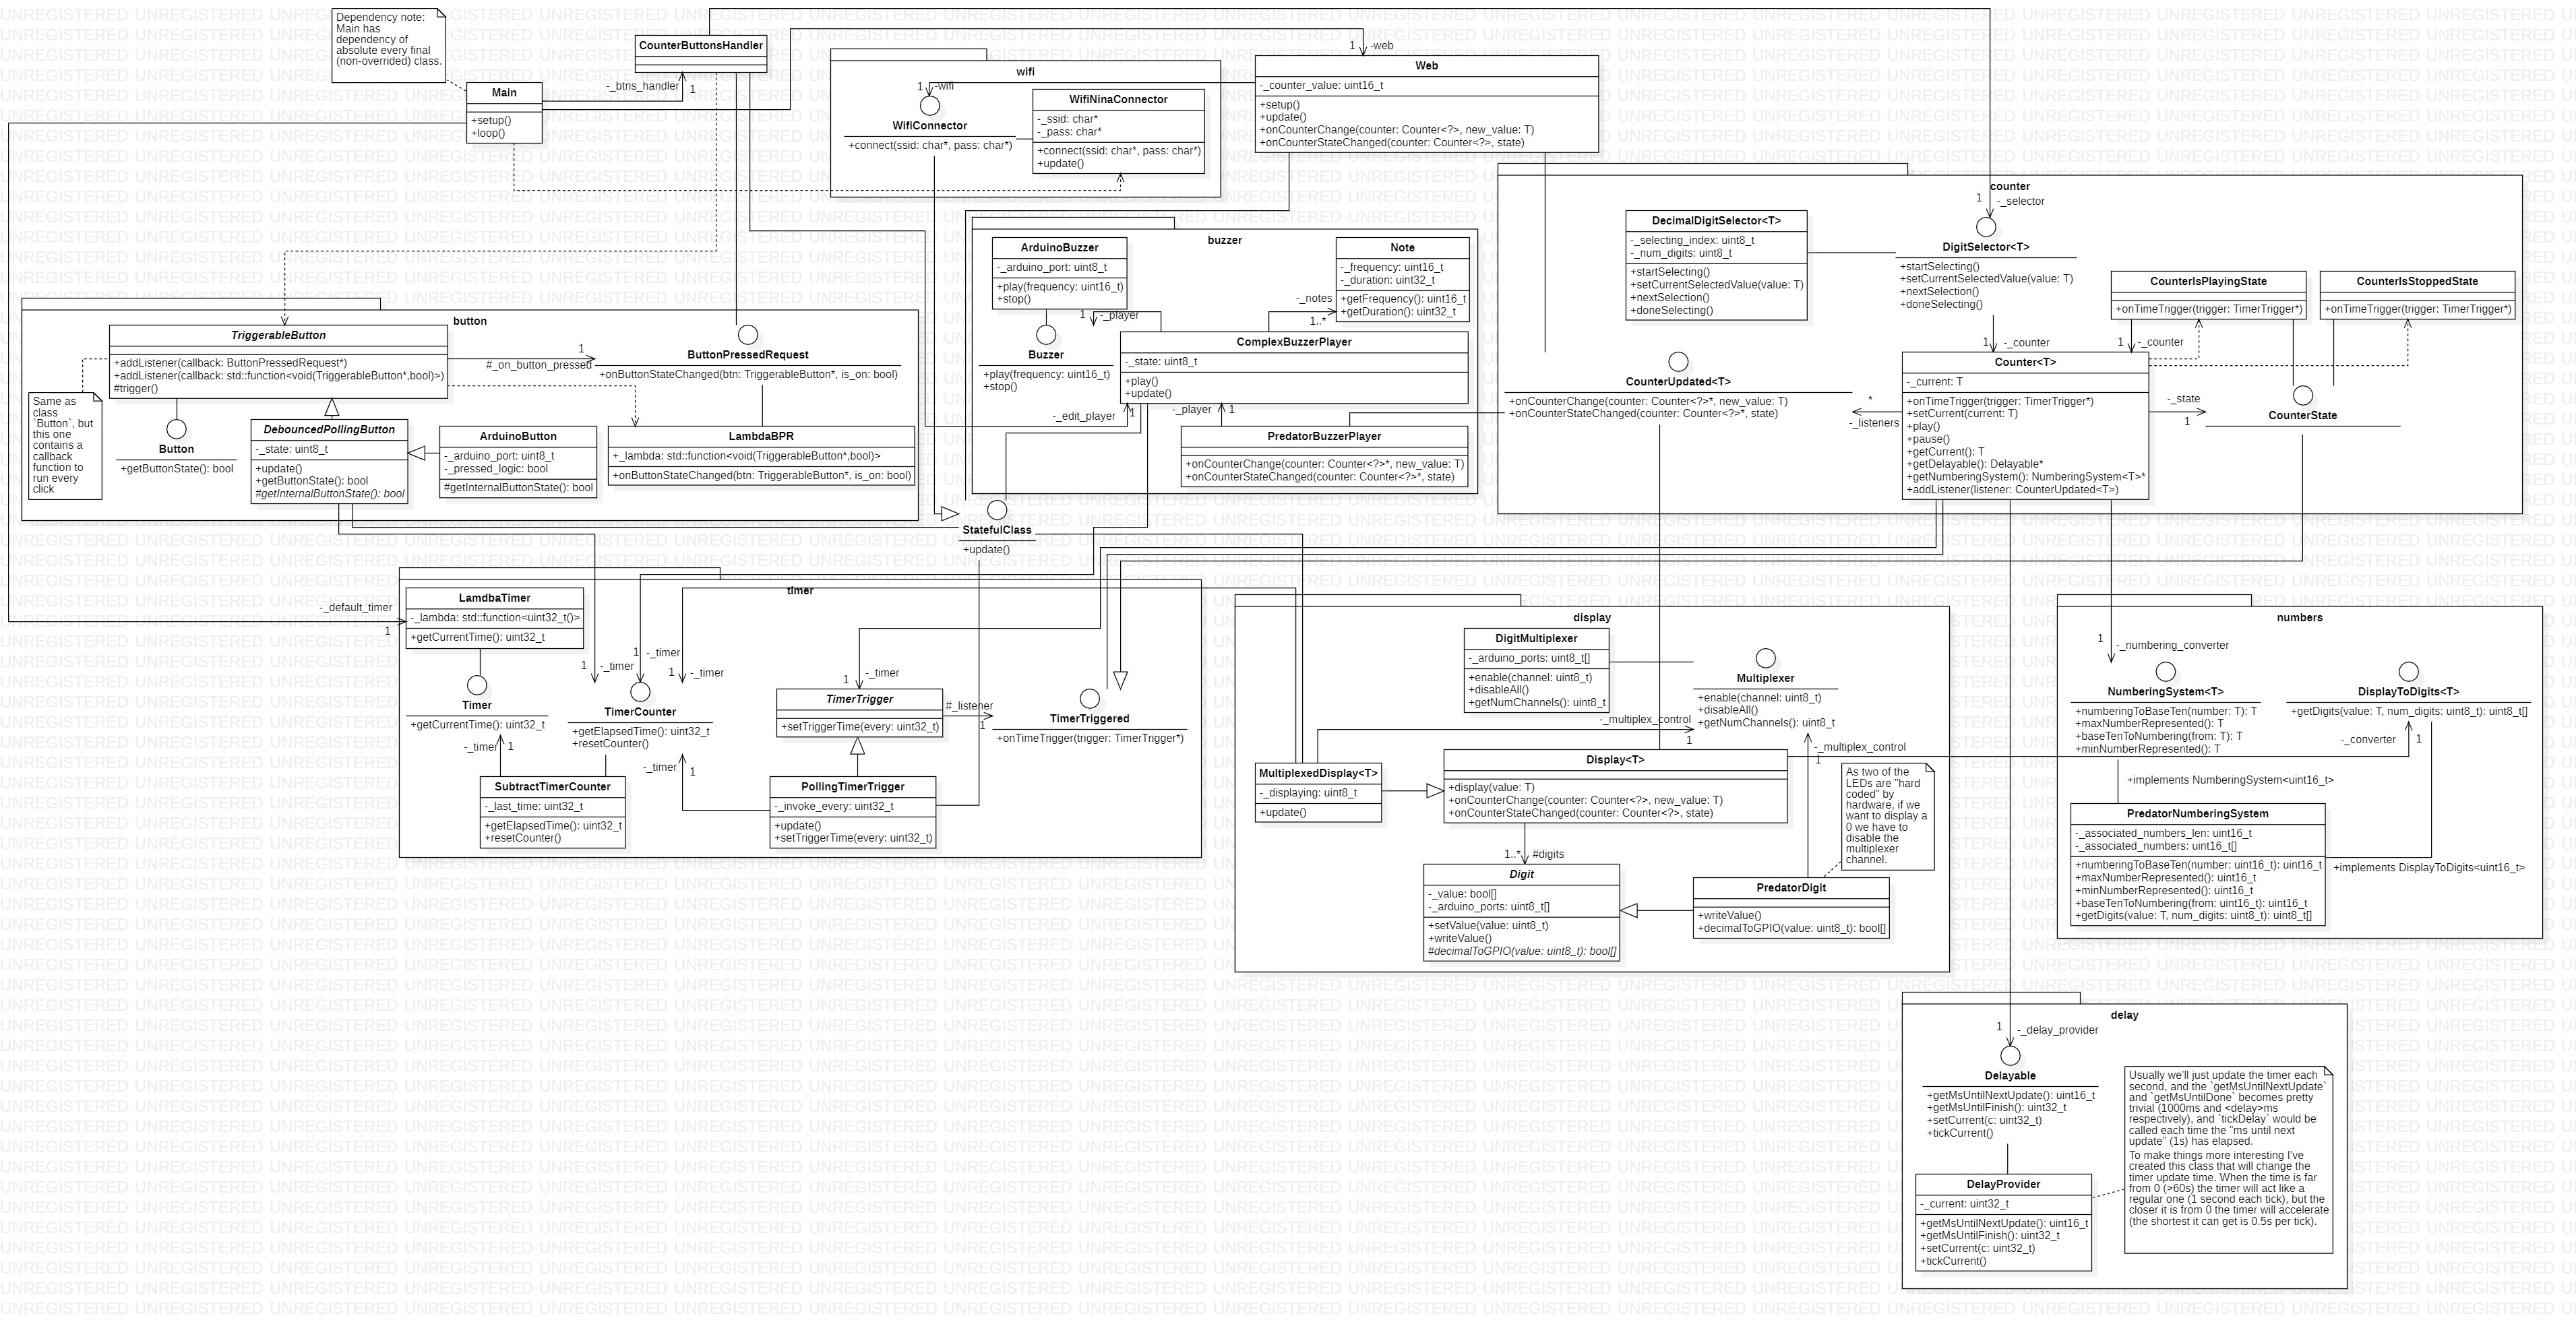 Dependency note:
Main has
dependency of
absolute every final
(non-overrided) class.
Main
+setup()
+loop()
CounterButtonsHandler
-_btns_handler
1
1
-_web
wifi
1
-wifi
WifiConnector
+connect(ssid: char*, pass: char*)
WifiNinaConnector
-_ssid: char*
-_pass: char*
+connect(ssid: char*, pass: char*)
+update()
Web
-_counter_value: uint16_t
+setup()
+update()
+onCounterChange(counter: Counter<?>, new_value: T)
+onCounterStateChanged(counter: Counter<?>, state)
counter
1
-_selector
DecimalDigitSelector<T>
-_selecting_index: uint8_t
-_num_digits: uint8_t
+startSelecting()
+setCurrentSelectedValue(value: T)
+nextSelection()
+doneSelecting()
DigitSelector<T>
+startSelecting()
+setCurrentSelectedValue(value: T)
+nextSelection()
+doneSelecting()
CounterIsPlayingState
+onTimeTrigger(trigger: TimerTrigger*)
CounterIsStoppedState
+onTimeTrigger(trigger: TimerTrigger*)
1
-_counter
1
-_counter
Counter<T>
-_current: T
+onTimeTrigger(trigger: TimerTrigger*)
+setCurrent(current: T)
+play()
+pause()
+getCurrent(): T
+getDelayable(): Delayable*
+getNumberingSystem(): NumberingSystem<T>*
+addListener(listener: CounterUpdated<T>)
CounterUpdated<T>
+onCounterChange(counter: Counter<?>*, new_value: T)
+onCounterStateChanged(counter: Counter<?>*, state)
*
-_listeners
-_state
1
CounterState
buzzer
ArduinoBuzzer
-_arduino_port: uint8_t
+play(frequency: uint16_t)
+stop()
Note
-_frequency: uint16_t
-_duration: uint32_t
+getFrequency(): uint16_t
+getDuration(): uint32_t
-_notes
1..*
1
-_player
Buzzer
+play(frequency: uint16_t)
+stop()
ComplexBuzzerPlayer
-_state: uint8_t
+play()
+update()
-_edit_player
1
-_player
1
PredatorBuzzerPlayer
+onCounterChange(counter: Counter<?>*, new_value: T)
+onCounterStateChanged(counter: Counter<?>*, state)
button
TriggerableButton
+addListener(callback: ButtonPressedRequest*)
+addListener(callback: std::function<void(TriggerableButton*,bool)>)
#trigger()
1
#_on_button_pressed
ButtonPressedRequest
+onButtonStateChanged(btn: TriggerableButton*, is_on: bool)
Same as
class
`Button`, but
this one
contains a
callback
function to
run every
click
Button
+getButtonState(): bool
DebouncedPollingButton
-_state: uint8_t
+update()
+getButtonState(): bool
#getInternalButtonState(): bool
ArduinoButton
-_arduino_port: uint8_t
-_pressed_logic: bool
#getInternalButtonState(): bool
LambdaBPR
+_lambda: std::function<void(TriggerableButton*,bool)>
+onButtonStateChanged(btn: TriggerableButton*, is_on: bool)
StatefulClass
+update()
timer
-_default_timer
1
LamdbaTimer
-_lambda: std::function<uint32_t()>
+getCurrentTime(): uint32_t
Timer
+getCurrentTime(): uint32_t
-_timer
1
1
-_timer
1
-_timer
1
-_timer
TimerCounter
+getElapsedTime(): uint32_t
+resetCounter()
-_timer
1
SubtractTimerCounter
-_last_time: uint32_t
+getElapsedTime(): uint32_t
+resetCounter()
1
-_timer
TimerTrigger
+setTriggerTime(every: uint32_t)
#_listener
1
TimerTriggered
+onTimeTrigger(trigger: TimerTrigger*)
PollingTimerTrigger
-_invoke_every: uint32_t
+update()
+setTriggerTime(every: uint32_t)
display
DigitMultiplexer
-_arduino_ports: uint8_t[]
+enable(channel: uint8_t)
+disableAll()
+getNumChannels(): uint8_t
Multiplexer
+enable(channel: uint8_t)
+disableAll()
+getNumChannels(): uint8_t
-_multiplex_control
1
-_multiplex_control
1
MultiplexedDisplay<T>
-_displaying: uint8_t
+update()
Display<T>
+display(value: T)
+onCounterChange(counter: Counter<?>, new_value: T)
+onCounterStateChanged(counter: Counter<?>, state)
As two of the
LEDs are "hard
coded" by
hardware, if we
want to display a
0 we have to
disable the
multiplexer
channel.
1..*
#digits
Digit
-_value: bool[]
-_arduino_ports: uint8_t[]
+setValue(value: uint8_t)
+writeValue()
#decimalToGPIO(value: uint8_t): bool[]
PredatorDigit
+writeValue()
+decimalToGPIO(value: uint8_t): bool[]
numbers
1
-_numbering_converter
NumberingSystem<T>
+numberingToBaseTen(number: T): T
+maxNumberRepresented(): T
+baseTenToNumbering(from: T): T
+minNumberRepresented(): T
DisplayToDigits<T>
+getDigits(value: T, num_digits: uint8_t): uint8_t[]
-_converter
1
+implements NumberingSystem<uint16_t>
PredatorNumberingSystem
-_associated_numbers_len: uint16_t
-_associated_numbers: uint16_t[]
+numberingToBaseTen(number: uint16_t): uint16_t
+maxNumberRepresented(): uint16_t
+minNumberRepresented(): uint16_t
+baseTenToNumbering(from: uint16_t): uint16_t
+getDigits(value: T, num_digits: uint8_t): uint8_t[]
+implements DisplayToDigits<uint16_t>
delay
1
-_delay_provider
Delayable
+getMsUntilNextUpdate(): uint16_t
+getMsUntilFinish(): uint32_t
+setCurrent(c: uint32_t)
+tickCurrent()
DelayProvider
-_current: uint32_t
+getMsUntilNextUpdate(): uint16_t
+getMsUntilFinish(): uint32_t
+setCurrent(c: uint32_t)
+tickCurrent()
Usually we'll just update the timer each
second, and the `getMsUntilNextUpdate`
and `getMsUntilDone` becomes pretty
trivial (1000ms and <delay>ms
respectively), and `tickDelay` would be
called each time the "ms until next
update" (1s) has elapsed.
To make things more interesting I've
created this class that will change the
timer update time. When the time is far
from 0 (>60s) the timer will act like a
regular one (1 second each tick), but the
closer it is from 0 the timer will accelerate
(the shortest it can get is 0.5s per tick).
UNREGISTERED